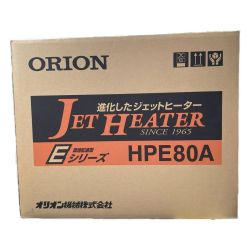 ORION
進化したジェットヒーター
JET HEATER
SINCE 1965
Eシリーズ
HPE80A
オリオン機械株式会社